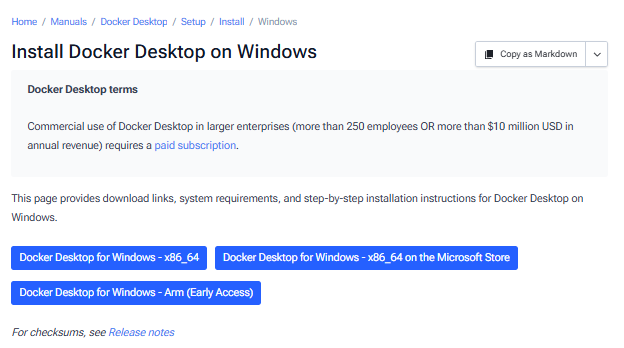 Home / Manuals / Docker Desktop / Setup / Install / Windows
Install Docker Desktop on Windows
Copy as Markdown
Docker Desktop terms
Commercial use of Docker Desktop in larger enterprises (more than 250 employees OR more than $10 million USD in
annual revenue) requires a paid subscription.
This page provides download links, system requirements, and step-by-step installation instructions for Docker Desktop on
Windows.
Docker Desktop for Windows - x86_64
Docker Desktop for Windows - x86_64 on the Microsoft Store
Docker Desktop for Windows - Arm (Early Access)
For checksums, see Release notes